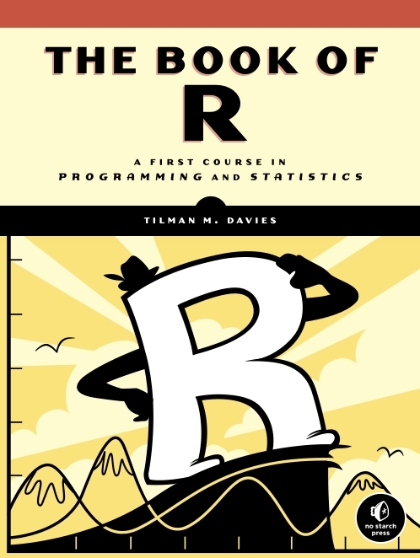 THE BOOK OF
R
A FIRST COURSE IN
PROGRAMMING AND STATISTICS
TILMAN M. DAVIES
R
no starch
press